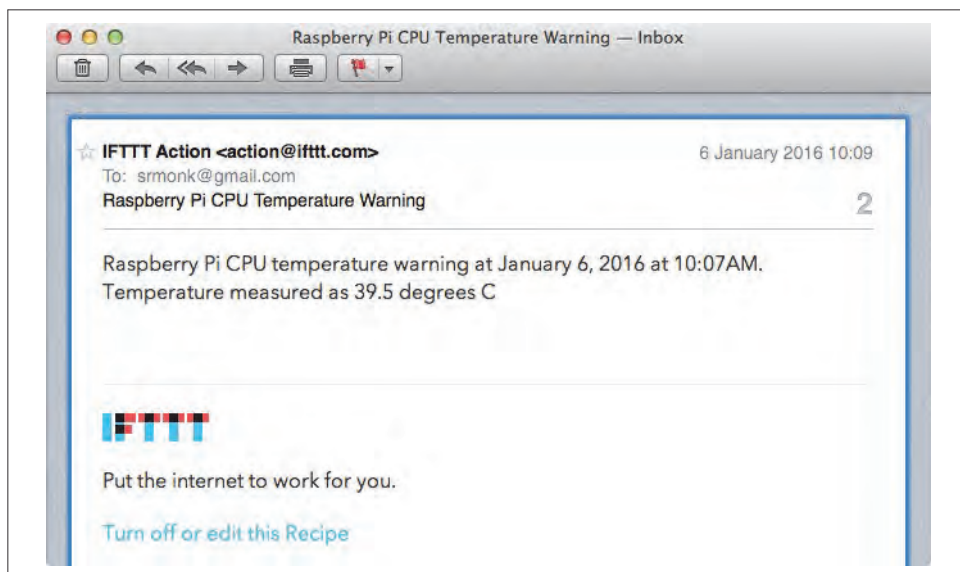 Raspberry Pi CPU Temperature Warning — Inbox
IFTTT Action <action@ifttt.com>
6 January 2016 10:09
To: srmonk@gmail.com
Raspberry Pi CPU Temperature Warning
2
Raspberry Pi CPU temperature warning at January 6, 2016 at 10:07AM.
Temperature measured as 39.5 degrees C
IFTTT
Put the internet to work for you.
Turn off or edit this Recipe